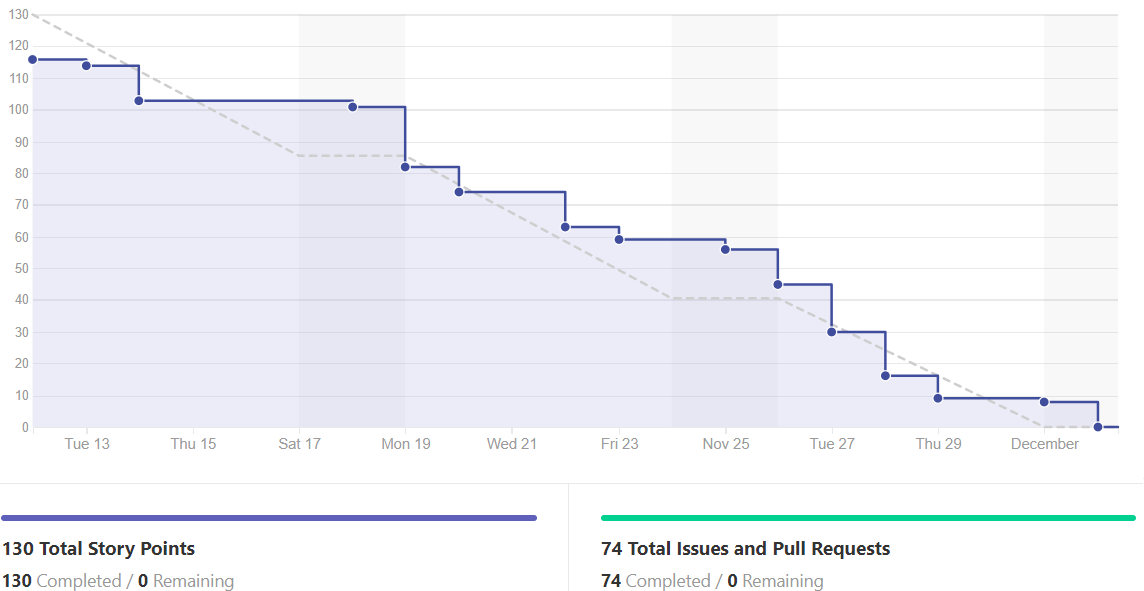 130
120
110
100
90
80
70
60
50
40
30
20
10
0
Tue 13 Thu 15 Sat 17 Mon 19 Wed 21 Fri 23 Nov 25 Tue 27 Thu 29 December
130 Total Story Points
130 Completed / 0 Remaining
74 Total Issues and Pull Requests
74 Completed / 0 Remaining